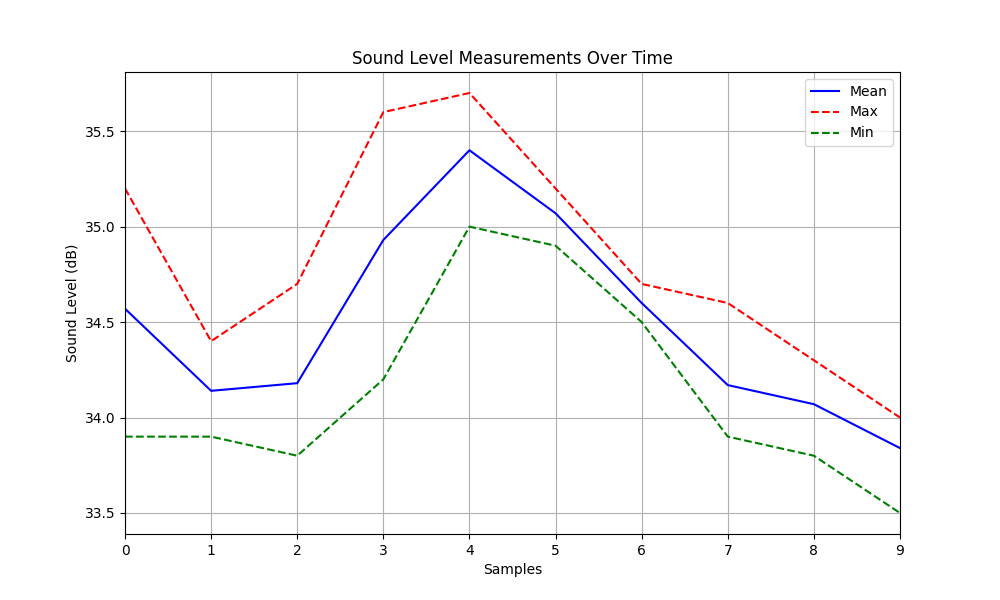 Sound Level Measurements Over Time
Mean
Max
Min
35.5
35.0
34.5
34.0
33.5
Sound Level (dB)
0 1 2 3 4 5 6 7 8 9
Samples